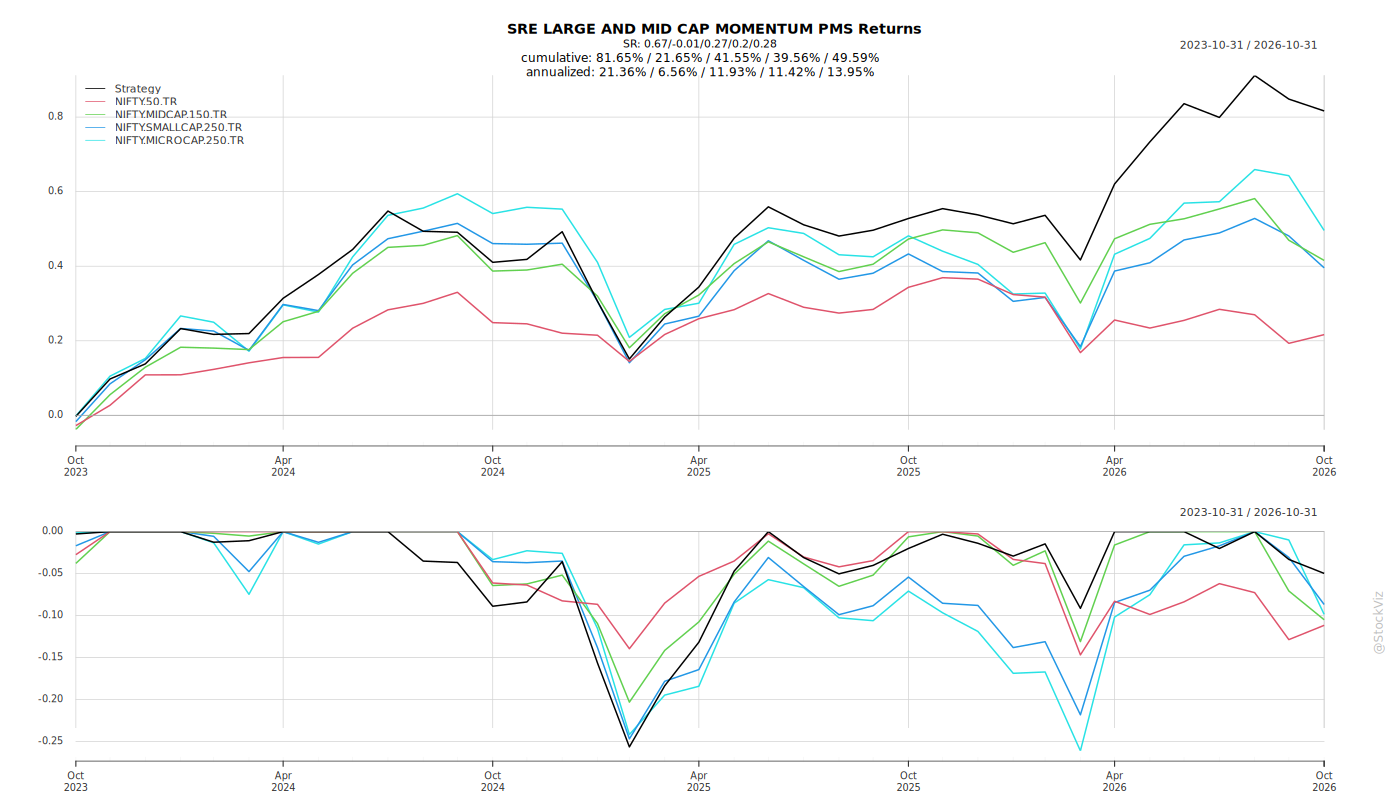 SRE LARGE AND MID CAP MOMENTUM PMS Returns
SR: 0.67/-0.01/0.27/0.2/0.28
cumulative: 81.65% / 21.65% / 41.55% / 39.56% / 49.59%
annualized: 21.36% / 6.56% / 11.93% / 11.42% / 13.95%
2023-10-31 / 2026-10-31
Strategy
NIFTY.50.TR
NIFTY.MIDCAP.150.TR
NIFTY.SMALLCAP.250.TR
NIFTY.MICROCAP.250.TR
0.8
0.6
0.4
0.2
0.0
Oct Apr Oct Apr Oct Apr Oct
2023 2024 2024 2025 2025 2026 2026
2023-10-31 / 2026-10-31
0.00
-0.05
-0.10
-0.15
-0.20
-0.25
Oct Apr Oct Apr Oct Apr Oct
2023 2024 2024 2025 2025 2026 2026
@StockViz